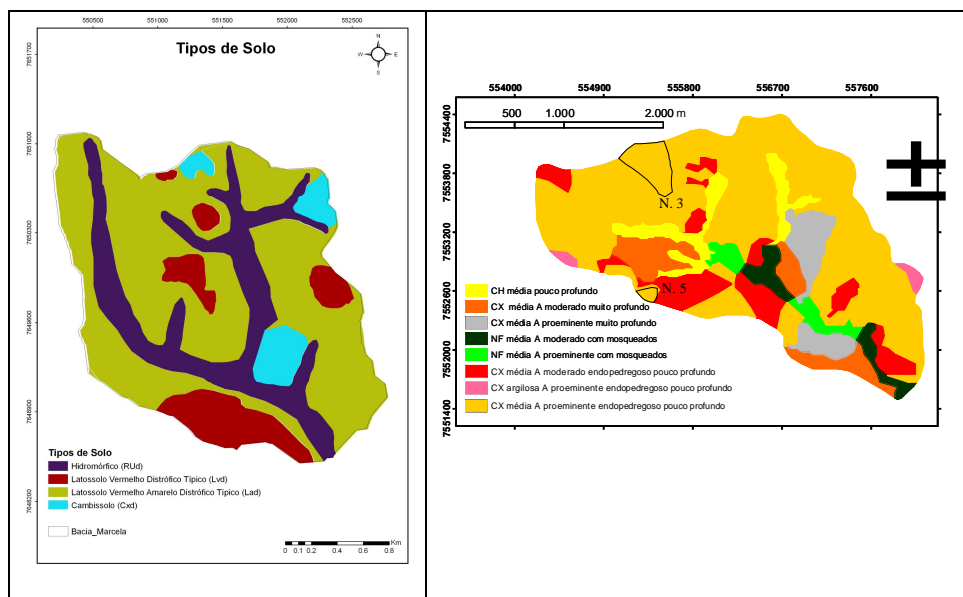 550500 551000 551500 552000 552500
Tipos de Solo
N
W E
S
7651700
7651000
7650300
7649600
7648900
7648200
Tipos de Solo
Hidromórfico (RUd)
Latossolo Vermelho Distrófico Típico (Lvd)
Latossolo Vermelho Amarelo Distrófico Típico (Lad)
Cambissolo (Cxd)
Bacia_Marcela
Km
0 0.1 0.2 0.4 0.6 0.8
554000 554900 555800 556700 557600
500 1.000 2.000 m
7554400
7553800
7553200
7552600
7552000
7551400
N. 3
N. 5
CH média pouco profundo
CX média A moderado muito profundo
CX média A proeminente muito profundo
NF média A moderado com mosqueados
NF média A proeminente com mosqueados
CX média A moderado endopedregoso pouco profundo
CX argilosa A proeminente endopedregoso pouco profundo
CX média A proeminente endopedregoso pouco profundo